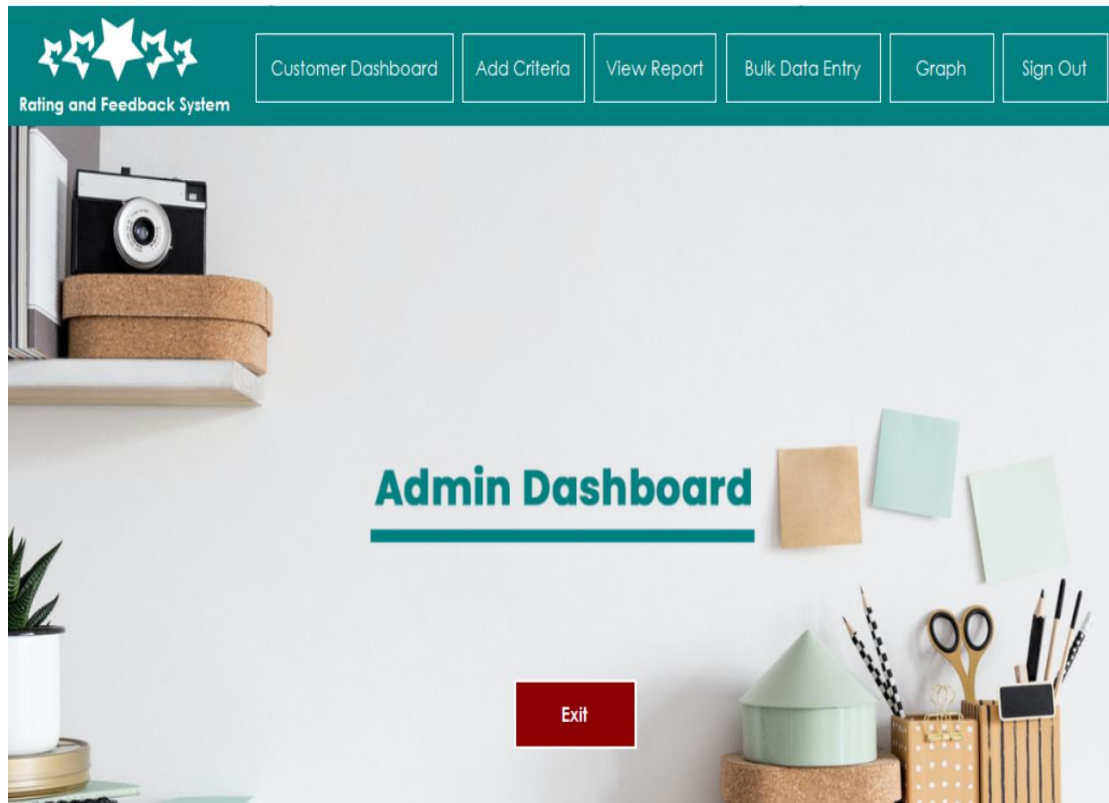 Rating and Feedback System
Customer Dashboard
Add Criteria
View Report
Bulk Data Entry
Graph
Sign Out
Admin Dashboard
Exit